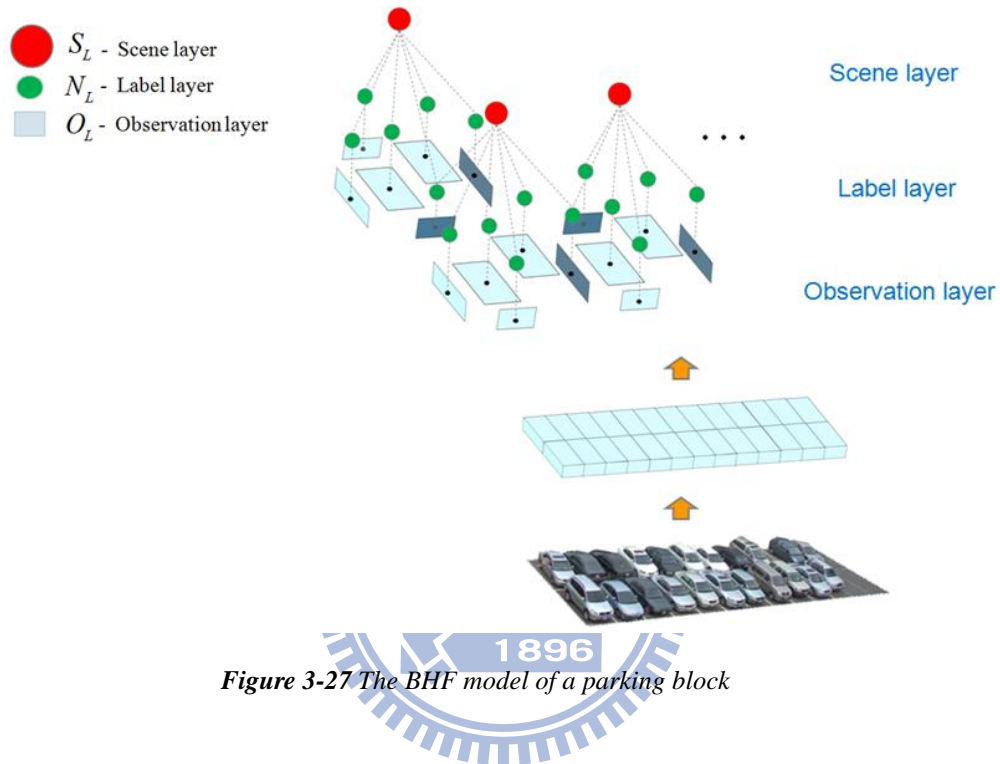 S_L - Scene layer
N_L - Label layer
O_L - Observation layer
Scene layer
. . .
Label layer
Observation layer
1896
Figure 3-27 The BHF model of a parking block